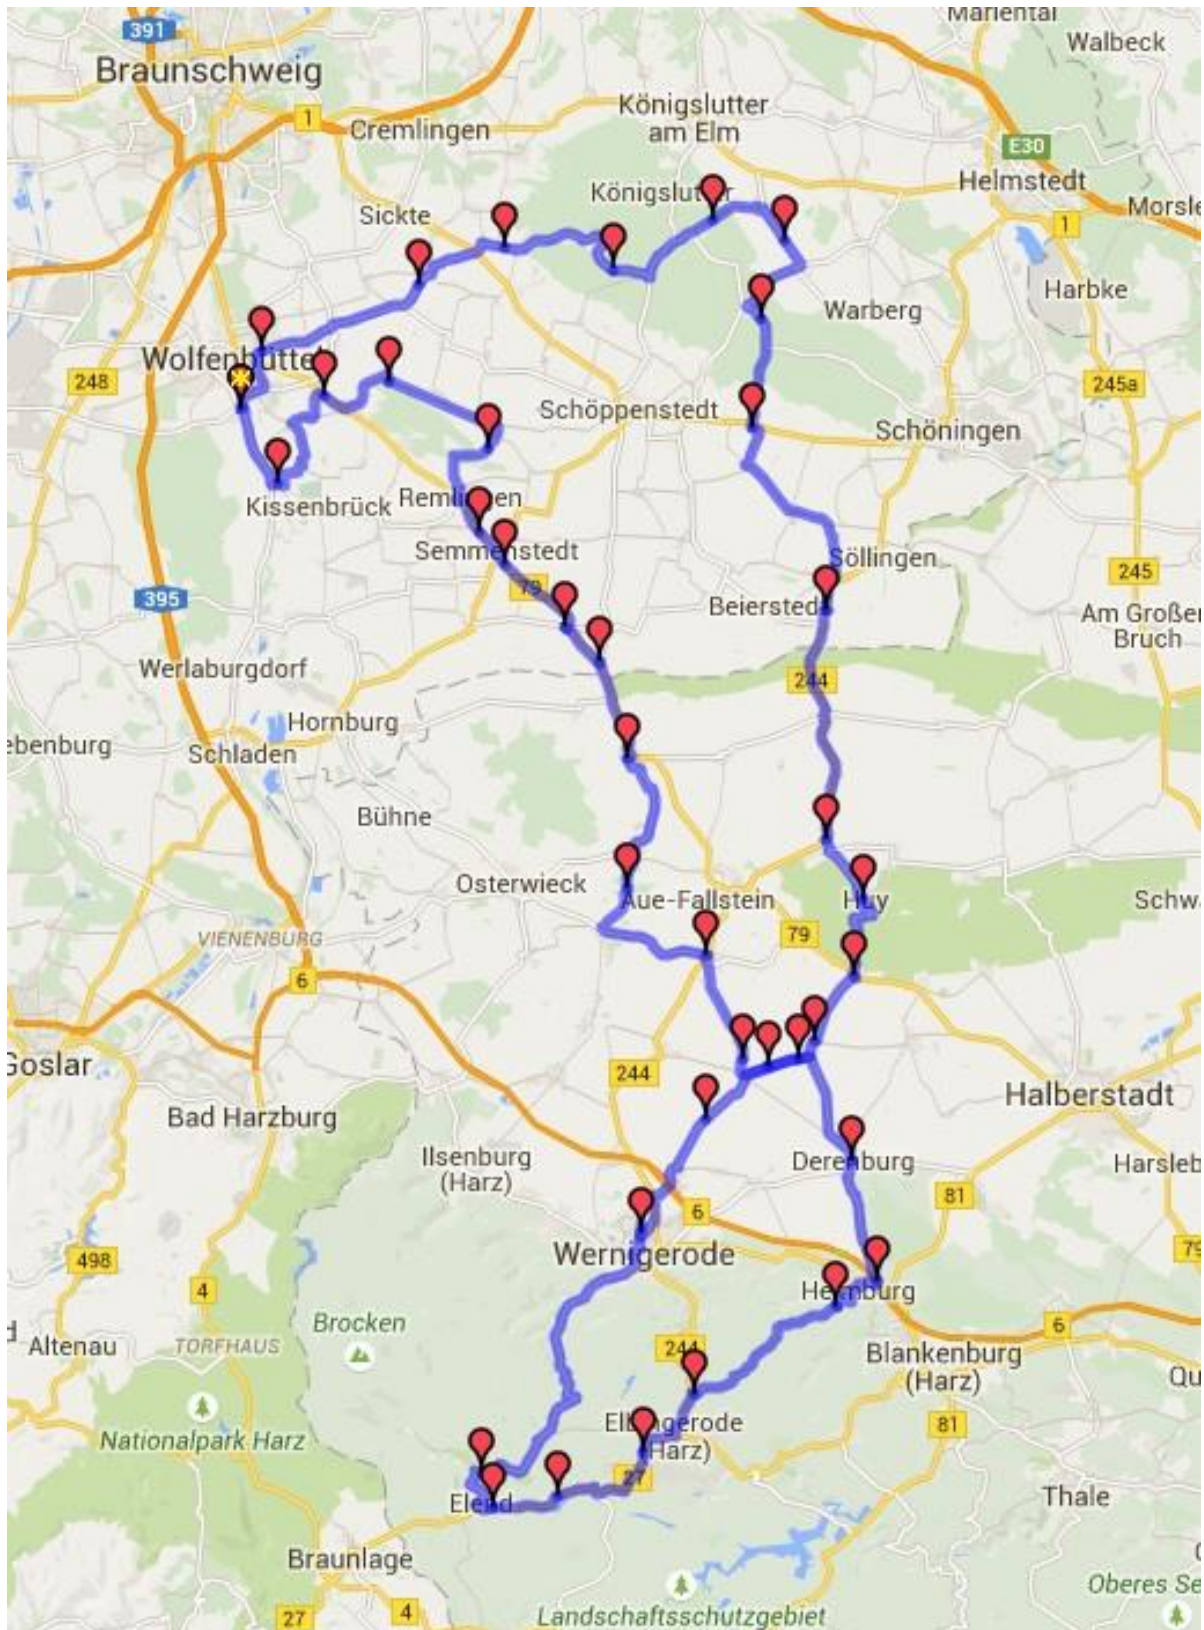 Mariental
391
Walbeck
Braunschweig
Königslutter
am Elm
1
Cremlingen
E30
Helmstedt
Königslutter
Morsle
Sickte
1
Harbke
Warberg
Wolfenbüttel
248
245a
Schöppenstedt
Schöningen
Kissenbrück
Remlingen
Semmenstedt
Söllingen
79
245
395
Beierstedt
Am Großer
Bruch
Werlaburgdorf
244
Hornburg
ebenburg
Schladen
Bühne
Osterwieck
Aue-Fallstein
Huy
Schwa
VIENENBURG
79
6
Goslar
244
Halberstadt
Bad Harzburg
Ilsenburg
(Harz)
Derenburg
Harsleb
81
6
Wernigerode
498
79
4
Heimburg
Brocken
6
Altenau
TORFHAUS
244
Blankenburg
(Harz)
Qu
Elbingerode
(Harz)
81
Nationalpark Harz
27
Elend
Thale
Braunlage
Oberes Se
27
4
Landschaftsschutzgebiet